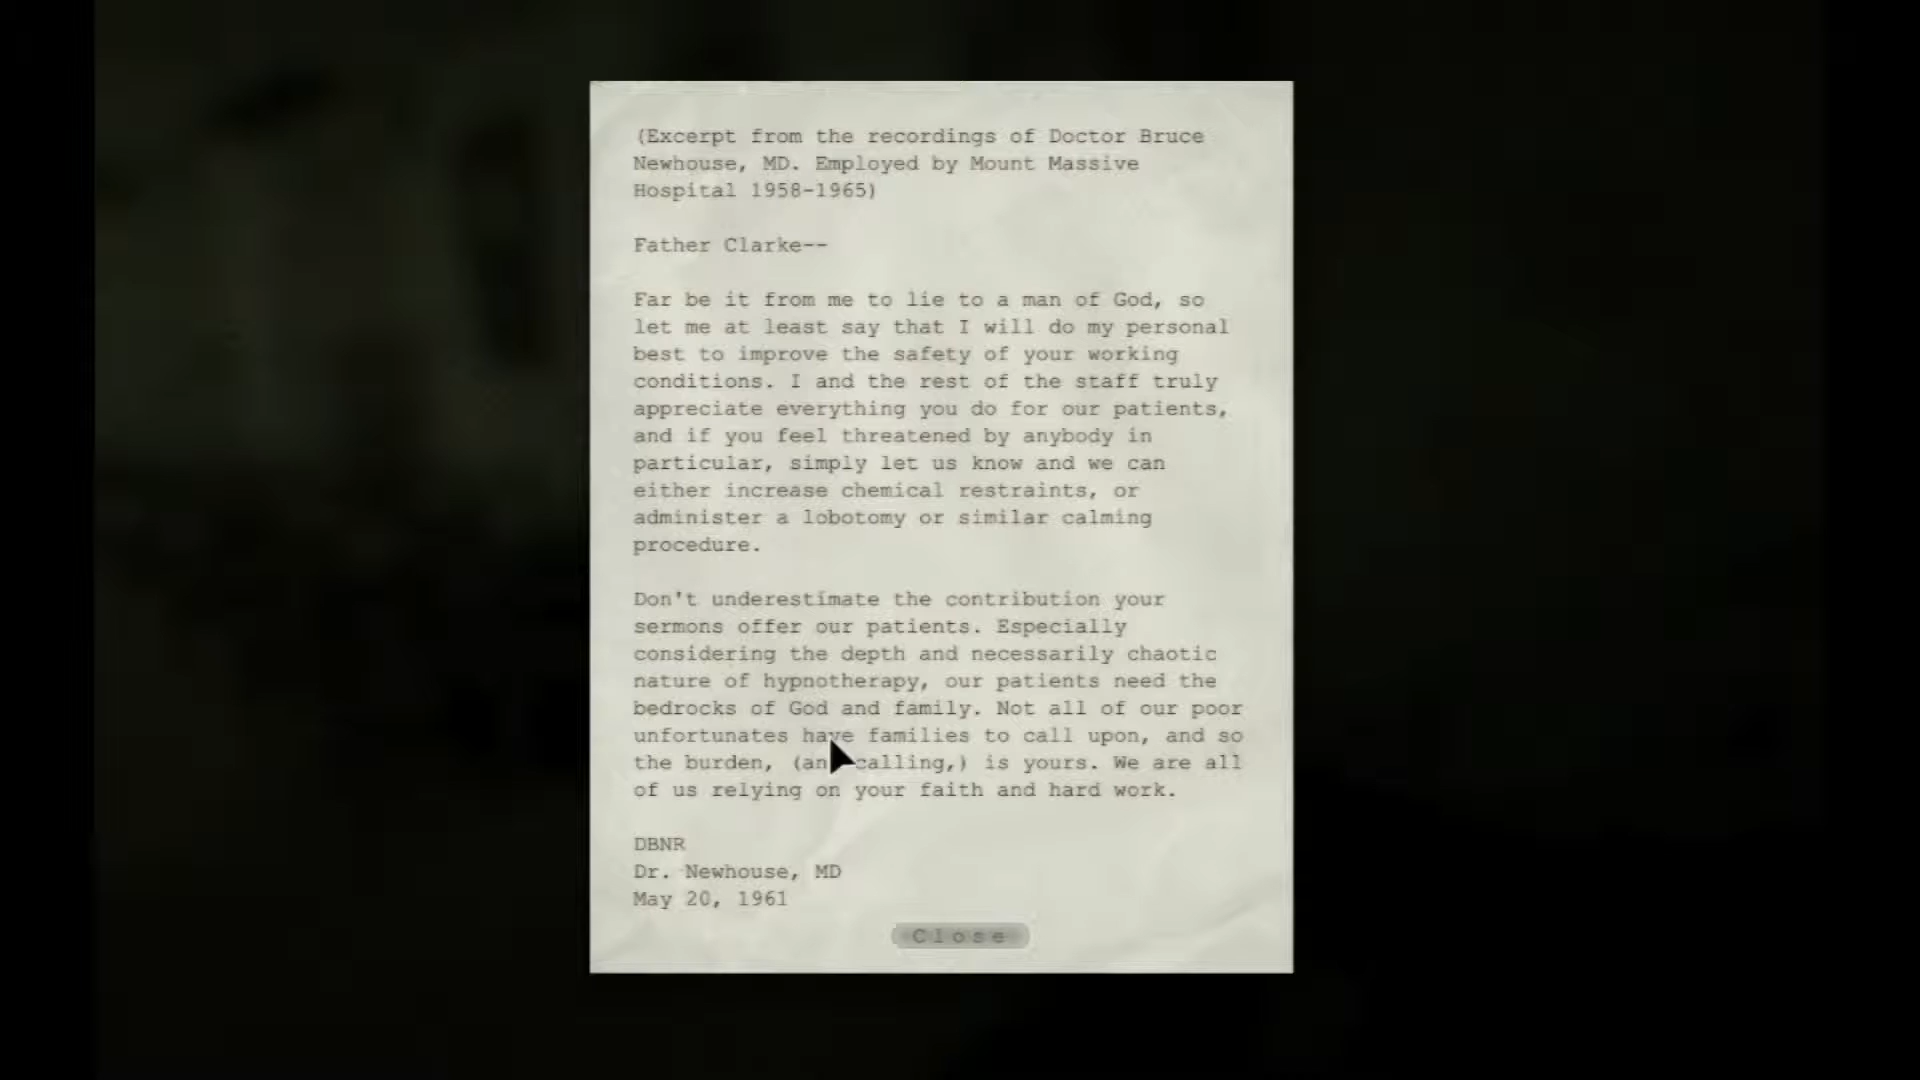 (Excerpt from the recordings of Doctor Bruce
Newhouse, MD. Employed by Mount Massive
Hospital 1958-1965)
Father Clarke--
Far be it from me to lie to a man of God, so
let me at least say that I will do my personal
best to improve the safety of your working
conditions. I and the rest of the staff truly
appreciate everything you do for our patients,
and if you feel threatened by anybody in
particular, simply let us know and we can
either increase chemical restraints, or
administer a lobotomy or similar calming
procedure.
Don't underestimate the contribution your
sermons offer our patients. Especially
considering the depth and necessarily chaotic
nature of hypnotherapy, our patients need the
bedrocks of God and family. Not all of our poor
unfortunates have families to call upon, and so
the burden, (and calling,) is yours. We are all
of us relying on your faith and hard work.
DBNR
Dr. Newhouse, MD
May 20, 1961
Close